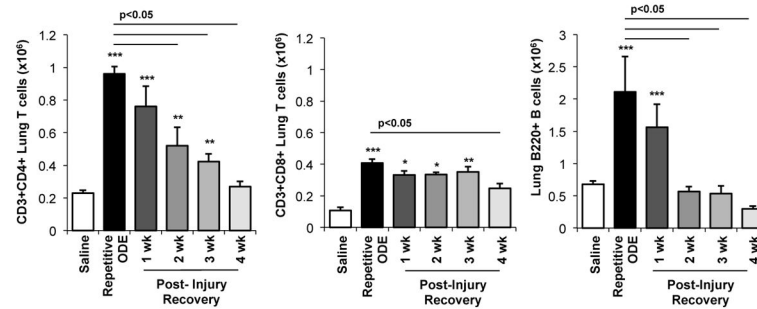 p<0.05
CD3+CD4+ Lung T cells (x10⁶)
1.2
1
0.8
0.6
0.4
0.2
0
***
***
**
**
Saline
Repetitive
ODE
1 wk
2 wk
3 wk
4 wk
Post- Injury
Recovery
CD3+CD8+ Lung T cells (x10⁶)
1.2
1
0.8
0.6
0.4
0.2
0
p<0.05
***
*
*
**
Saline
Repetitive
ODE
1 wk
2 wk
3 wk
4 wk
Post-Injury
Recovery
p<0.05
Lung B220+ B cells (x10⁶)
3
2.5
2
1.5
1
0.5
0
***
***
Saline
Repetitive
ODE
1 wk
2 wk
3 wk
4 wk
Post-Injury
Recovery